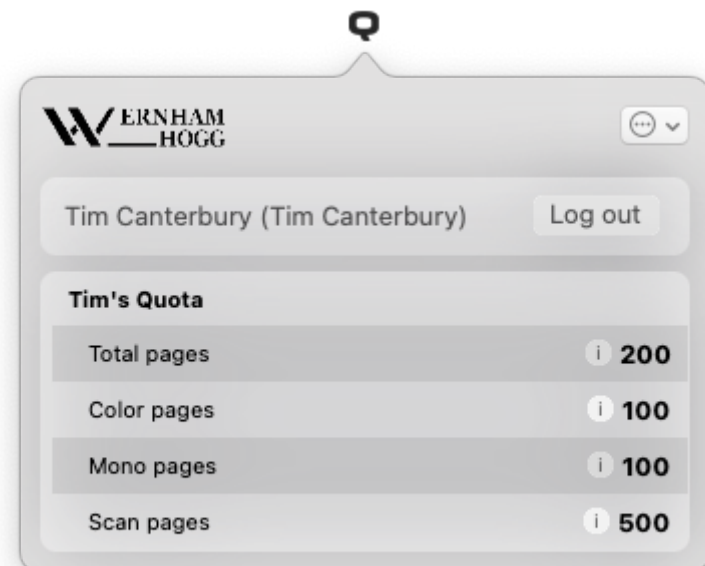 Q
WERNHAM
HOGG
Tim Canterbury (Tim Canterbury) Log out
Tim's Quota
Total pages i 200
Color pages i 100
Mono pages i 100
Scan pages i 500